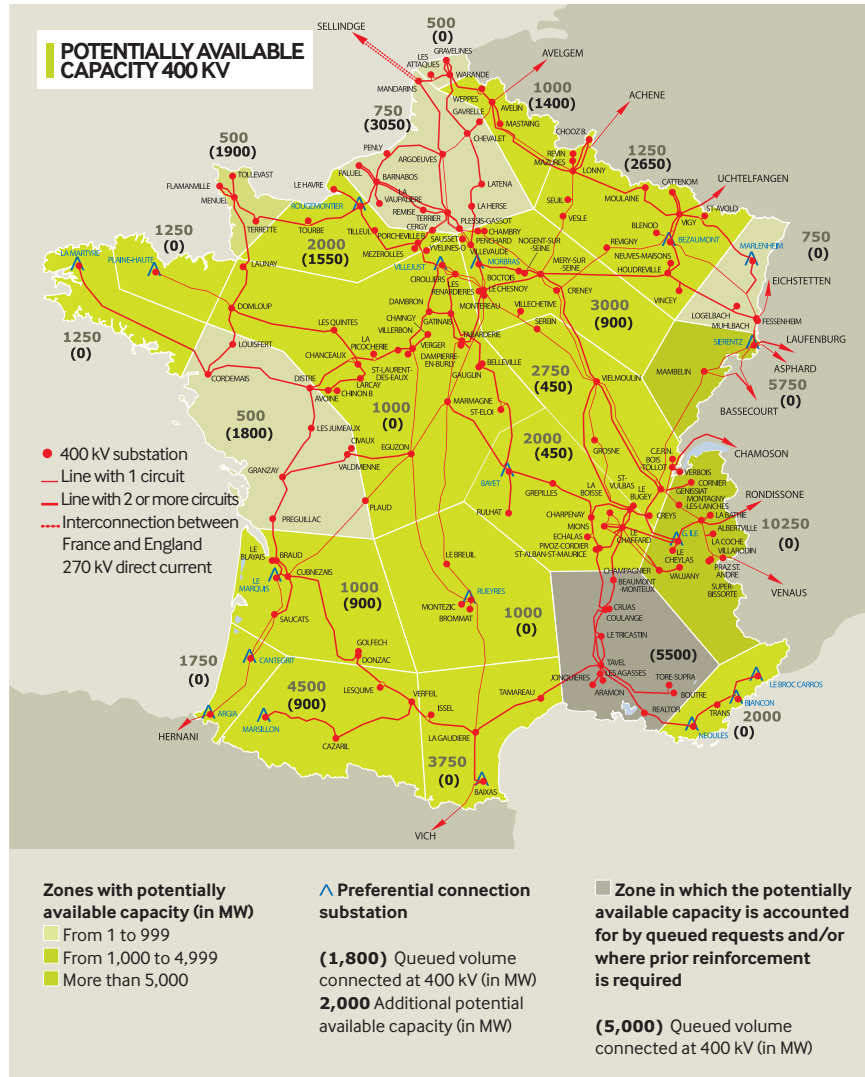 POTENTIALLY AVAILABLE
CAPACITY 400 KV
SELLINDGE
500
(0)
GRAVELINES
LES
ATTAQUES
WARANDE
MANDARINS
AVELGEM
WEPPES
AVELIN
1000
(1400)
GAVRELLE
MASTAING
ACHENE
CHEVALET
CHOOZ B.
750
(3050)
PENLY
ARGOEUVES
REVIN
MAZURES
LONNY
1250
(2650)
500
(1900)
TOLLEVAST
FLAMANVILLE
MENUEL
LE HAVRE
PALUEL
BARNABOS
LATENA
CATTENOM
UCHTELFANGEN
MOULAINE
ROUGEMONTIER
LA
VAUPALIERE
REMISE
LA HERSE
SEUIL
VIGY
ST-AVOLD
TERRETTE
TOURBE
TILLEUL
TERRIER
PLESSIS-GASSOT
VESLE
BLENOD
BEZAUMONT
1250
(0)
2000
(1550)
CERGY
PORCHEVILLE B
MEZEROLLES
SAUSSET
YVELINES-O
CHAMBRY
PENCHARD
VILLEVAUDE
NOGENT-SUR
-SEINE
MERY-SUR
-SEINE
REVIGNY
NEUVES-MAISONS
MARLENHEIM
750
(0)
LA MARTYRE
PLAINE-HAUTE
LAUNAY
VILLEJUST
MORBRAS
HOUDREVILLE
EICHSTETTEN
CIROLLIERS
LES
RENARDIERES
BOCTOIS
LE CHESNOY
MONTEREAU
CRENEY
VINCEY
DOMLOUP
DAMBRON
VILLECHETIVE
3000
(900)
LOGELBACH
MUHLBACH
FESSENHEIM
1250
(0)
LES QUINTES
CHAINGY
VILLERBON
GATINAIS
SEREIN
LAUFENBURG
SIERENTZ
LOUISFERT
LA
PICOCHERIE
VERGER
TABARDERIE
ASPHARD
CHANCEAUX
DAMPIERRE
EN-BURLY
BELLEVILLE
MAMBELIN
5750
(0)
CORDEMAIS
DISTRE
ST-LAURENT-
DES-EAUX
GAUGLIN
2750
(450)
VIELMOULIN
BASSECOURT
LARCAY
AVOINE
CHINON B
1000
(0)
MARMAGNE
ST-ELOI
500
(1800)
LES JUMEAUX
2000
(450)
400 kV substation
CIVAUX
EGUZON
GROSNE
C.E.R.N.
BOIS
TOLLOT
CHAMOSON
Line with 1 circuit
GRANZAY
VALDIVIENNE
BAYET
ST-
VULBAS
VERBOIS
CORNIER
Line with 2 or more circuits
GREPILLES
LA
BOISSE
LE
BUGEY
GENISSIAT
MONTAGNY
-LES-LANCHES
RONDISSONE
Interconnection between
France and England
270 kV direct current
PREGUILLAC
PLAUD
RULHAT
CHARPENAY
CREYS
LA BATHIE
ALBERTVILLE
10250
(0)
MIONS
LE
CHAFFARD
G. ILE
LA COCHE
ECHALAS
PIVOZ-CORDIER
ST-ALBAN-ST-MAURICE
LE
CHEYLAS
VILLARODIN
LE
BLAYAIS
BRAUD
LE BREUIL
VAUJANY
PRAZ ST.
ANDRE
LE
MARQUIS
CUBNEZAIS
CHAMPAGNIER
BEAUMONT
-MONTEUX
SUPER-
BISSORTE
VENAUS
RUEYRES
MONTEZIC
BROMMAT
1000
(900)
1000
(0)
CRUAS
COULANGE
SAUCATS
GOLFECH
DONZAC
LE TRICASTIN
(5500)
1750
(0)
CANTEGRIT
TAVEL
LES AGASSES
TORE-SUPRA
LE BROC CARROS
4500
(900)
LESQUIVE
VERFEIL
TAMAREAU
JONQUIERES
ARAMON
BOUTRE
BIANCON
ARGIA
MARSILLON
ISSEL
REALTOR
TRANS
2000
(0)
HERNANI
CAZARIL
LA GAUDIERE
NEOULES
3750
(0)
BAIXAS
VICH
Zones with potentially
available capacity (in MW)
From 1 to 999
From 1,000 to 4,999
More than 5,000
Preferential connection
substation
(1,800) Queued volume
connected at 400 kV (in MW)
2,000 Additional potential
available capacity (in MW)
Zone in which the potentially
available capacity is accounted
for by queued requests and/or
where prior reinforcement
is required
(5,000) Queued volume
connected at 400 kV (in MW)